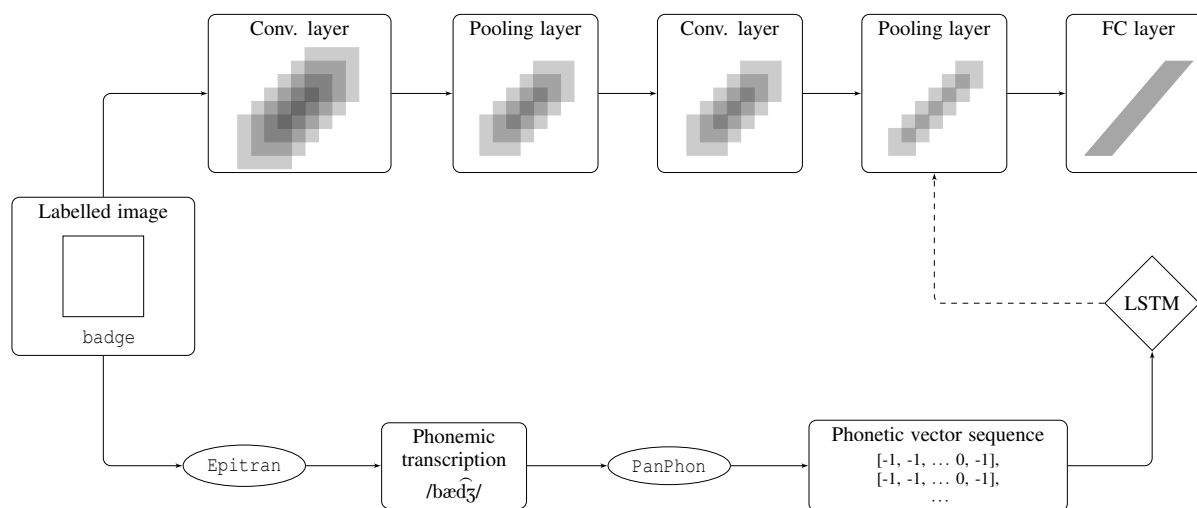 Conv. layer
Pooling layer
Conv. layer
Pooling layer
FC layer
Labelled image
badge
LSTM
Epitran
Phonemic
transcription
/bæd͡ʒ/
PanPhon
Phonetic vector sequence
[-1, -1, … 0, -1],
[-1, -1, … 0, -1],
…